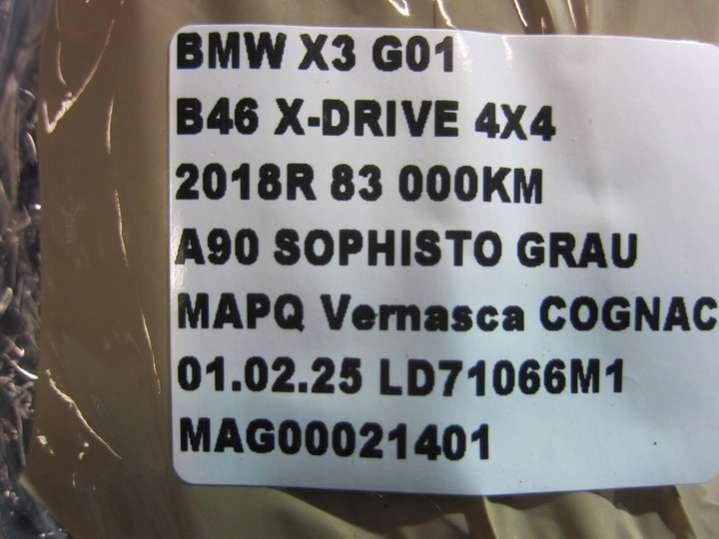 BMW X3 G01
B46 X-DRIVE 4X4
2018R 83 000KM
A90 SOPHISTO GRAU
MAPQ Vernasca COGNAC
01.02.25 LD71066M1
MAG00021401